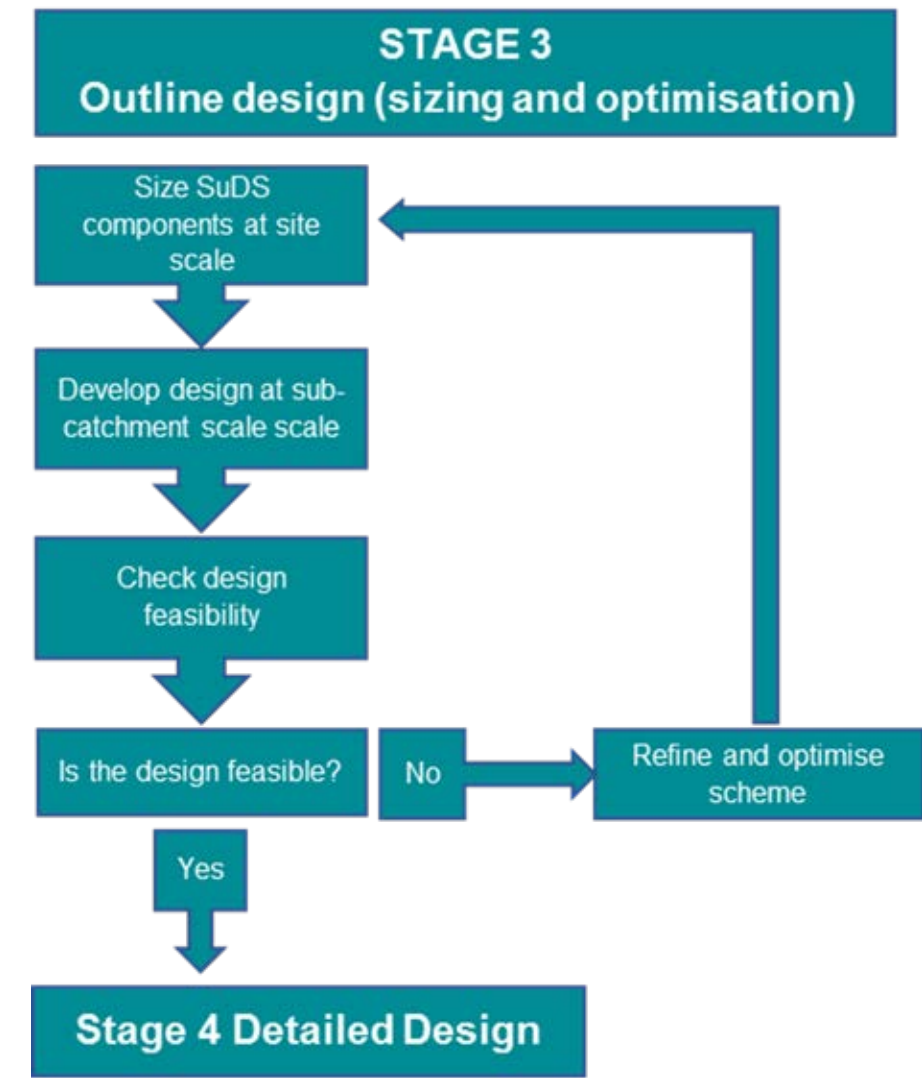 STAGE 3
Outline design (sizing and optimisation)
Size SuDS
components at site
scale
Develop design at sub-
catchment scale scale
Check design
feasibility
Is the design feasible?
No
Refine and optimise
scheme
Yes
Stage 4 Detailed Design